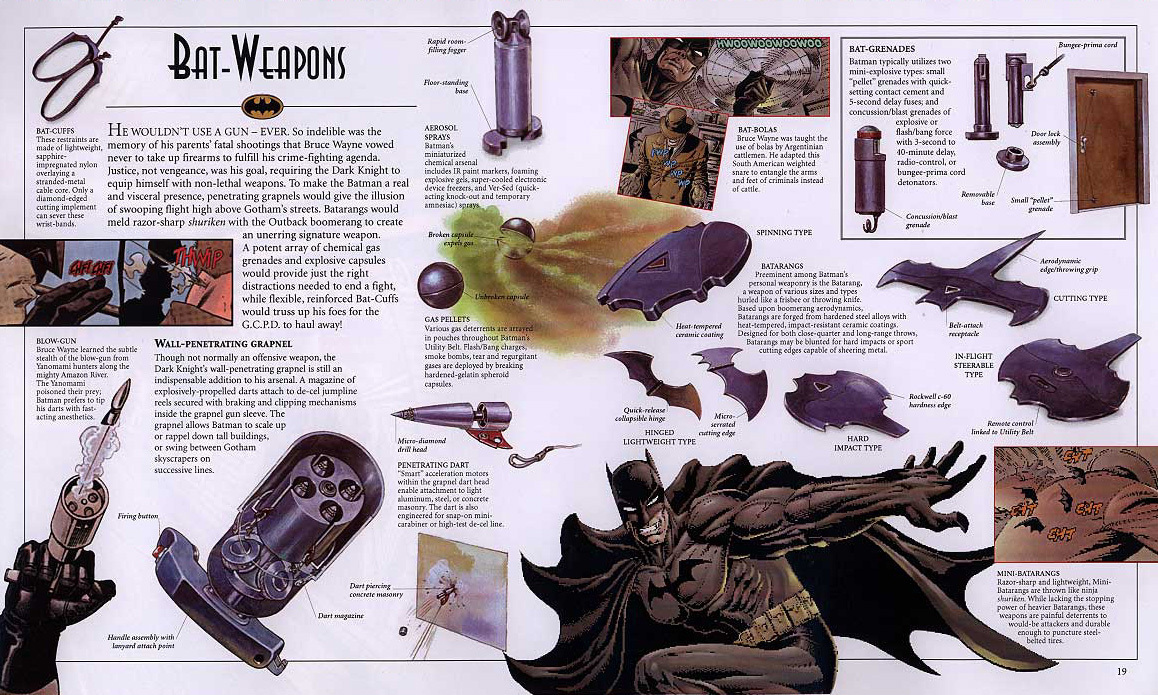 BAT-WEAPONS
BAT-CUFFS
These restraints are
made of lightweight,
sapphire-
impregnated nylon
overlaying a
stranded-metal
cable core. Only a
diamond-edged
cutting implement
can sever these
wrist-bands.
HE WOULDN'T USE A GUN – EVER. So indelible was the
memory of his parents' fatal shootings that Bruce Wayne vowed
never to take up firearms to fulfill his crime-fighting agenda.
Justice, not vengeance, was his goal, requiring the Dark Knight to
equip himself with non-lethal weapons. To make the Batman a real
and visceral presence, penetrating grapnels would give the illusion
of swooping flight high above Gotham's streets. Batarangs would
meld razor-sharp shuriken with the Outback boomerang to create
an unerring signature weapon.
A potent array of chemical gas
grenades and explosive capsules
would provide just the right
distractions needed to end a fight,
while flexible, reinforced Bat-Cuffs
would truss up his foes for the
G.C.P.D. to haul away!
CHF! CHF!
THWIP
BLOW-GUN
Bruce Wayne learned the subtle
stealth of the blow-gun from
Yanomami hunters along the
mighty Amazon River.
The Yanomami
poisoned their prey;
Batman prefers to tip
his darts with fast-
acting anesthetics.
WALL-PENETRATING GRAPNEL
Though not normally an offensive weapon, the
Dark Knight's wall-penetrating grapnel is still an
indispensable addition to his arsenal. A magazine of
explosively-propelled darts attach to de-cel jumpline
reels secured with braking and clipping mechanisms
inside the grapnel gun sleeve. The
grapnel allows Batman to scale up
or rappel down tall buildings,
or swing between Gotham
skyscrapers on
successive lines.
Firing button
Handle assembly with
lanyard attach point
Dart magazine
Dart piercing
concrete masonry
Rapid room-
filling fogger
Floor-standing
base
AEROSOL
SPRAYS
Batman's
miniaturized
chemical arsenal
includes IR paint markers, foaming
explosive gels, super-cooled electronic
device freezers, and Ver-Sed (quick-
acting knock-out and temporary
amnesiac) sprays.
Broken capsule
expels gas
Unbroken capsule
GAS PELLETS
Various gas deterrents are arrayed
in pouches throughout Batman's
Utility Belt. Flash/Bang charges,
smoke bombs, tear and regurgitant
gases are deployed by breaking
hardened-gelatin spheroid
capsules.
Micro-diamond
drill head
PENETRATING DART
"Smart" acceleration motors
within the grapnel dart head
enable attachment to light
aluminum, steel, or concrete
masonry. The dart is also
engineered for snap-on mini-
carabiner or high-test de-cel line.
HWOOWOOWOOWOO
BAT-BOLAS
Bruce Wayne was taught the
use of bolas by Argentinian
cattlemen. He adapted this
South American weighted
snare to entangle the arms
and feet of criminals instead
of cattle.
BAT-GRENADES
Batman typically utilizes two
mini-explosive types: small
"pellet" grenades with quick-
setting contact cement and
5-second delay fuses; and
concussion/blast grenades of
explosive or
flash/bang force
with 3-second to
40-minute delay,
radio-control, or
bungee-prima cord
detonators.
Bungee-prima cord
Door lock
assembly
Removable
base
Small "pellet"
grenade
Concussion/blast
grenade
SPINNING TYPE
BATARANGS
Preeminent among Batman's
personal weaponry is the Batarang,
a weapon of various sizes and types
hurled like a frisbee or throwing knife.
Based upon boomerang aerodynamics,
Batarangs are forged from hardened steel alloys with
heat-tempered, impact-resistant ceramic coatings.
Designed for both close-quarter and long-range throws,
Batarangs may be blunted for hard impacts or sport
cutting edges capable of sheering metal.
Heat-tempered
ceramic coating
Aerodynamic
edge/throwing grip
CUTTING TYPE
Belt-attach
receptacle
IN-FLIGHT
STEERABLE
TYPE
Remote control
linked to Utility Belt
Quick-release
collapsible hinge
HINGED
LIGHTWEIGHT TYPE
Micro-
serrated
cutting edge
Rockwell c-60
hardness edge
HARD
IMPACT TYPE
CHT
CHT
CHT
CHT
MINI-BATARANGS
Razor-sharp and lightweight, Mini-
Batarangs are thrown like ninja
shuriken. While lacking the stopping
power of heavier Batarangs, these
weapons are painful deterrents to
would-be attackers and durable
enough to puncture steel-
belted tires.
19